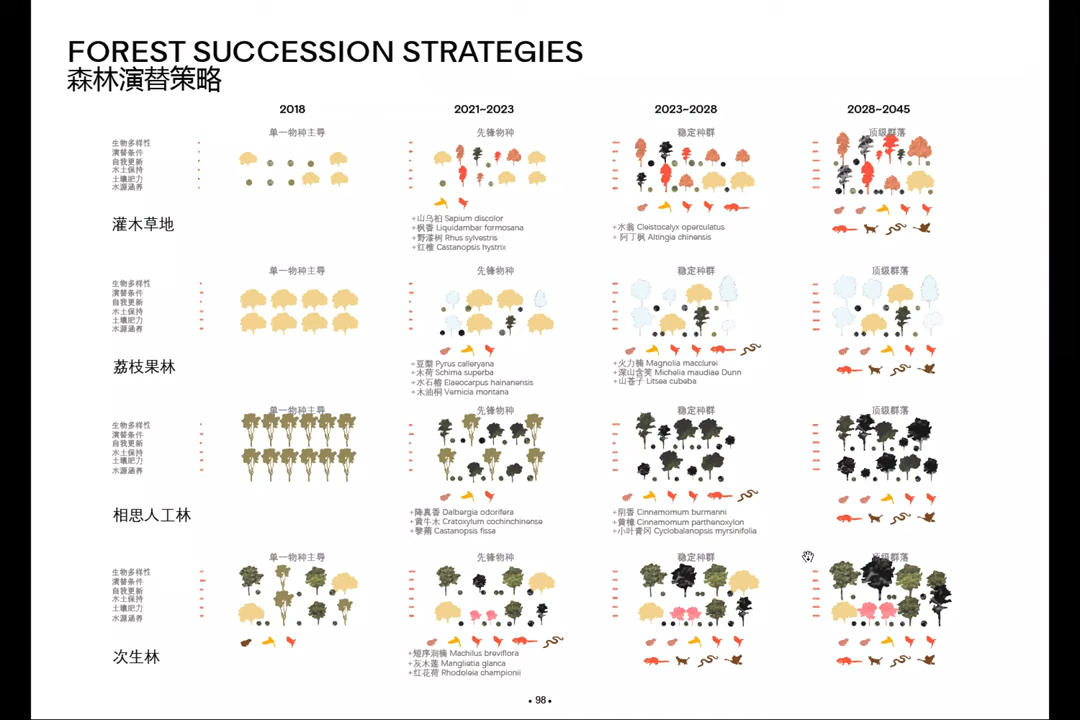 FOREST SUCCESSION STRATEGIES
森林演替策略
2018
2021~2023
2023~2028
2028~2045
单一物种主导
先锋物种
稳定种群
顶级群落
生物多样性
演替条件
自我更新
水土保持
土壤肥力
水源涵养
灌木草地
+山乌桕 Sapium discolor
+枫香 Liquidambar formosana
+野漆树 Rhus sylvestris
+红椎 Castanopsis hystrix
+水翁 Cleistocalyx operculatus
+ 阿丁枫 Altingia chinensis
单一物种主导
先锋物种
稳定种群
顶级群落
生物多样性
演替条件
自我更新
水土保持
土壤肥力
水源涵养
荔枝果林
+豆梨 Pyrus calleryana
+木荷 Schima superba
+水石榕 Elaeocarpus hainanensis
+木油桐 Vernicia montana
+火力楠 Magnolia macclurei
+深山含笑 Michelia maudiae Dunn
+山苍子 Litsea cubeba
单一物种主导
先锋物种
稳定种群
顶级群落
生物多样性
演替条件
自我更新
水土保持
土壤肥力
水源涵养
相思人工林
+降真香 Dalbergia odorifera
+黄牛木 Cratoxylum cochinchinense
+黎蒴 Castanopsis fissa
+阴香 Cinnamomum burmanni
+黄樟 Cinnamomum parthenoxylon
+小叶青冈 Cyclobalanopsis myrsinifolia
单一物种主导
先锋物种
稳定种群
顶级群落
生物多样性
演替条件
自我更新
水土保持
土壤肥力
水源涵养
次生林
+短序润楠 Machilus breviflora
+灰木莲 Manglietia glanca
+红花荷 Rhodoleia championii
• 98 •